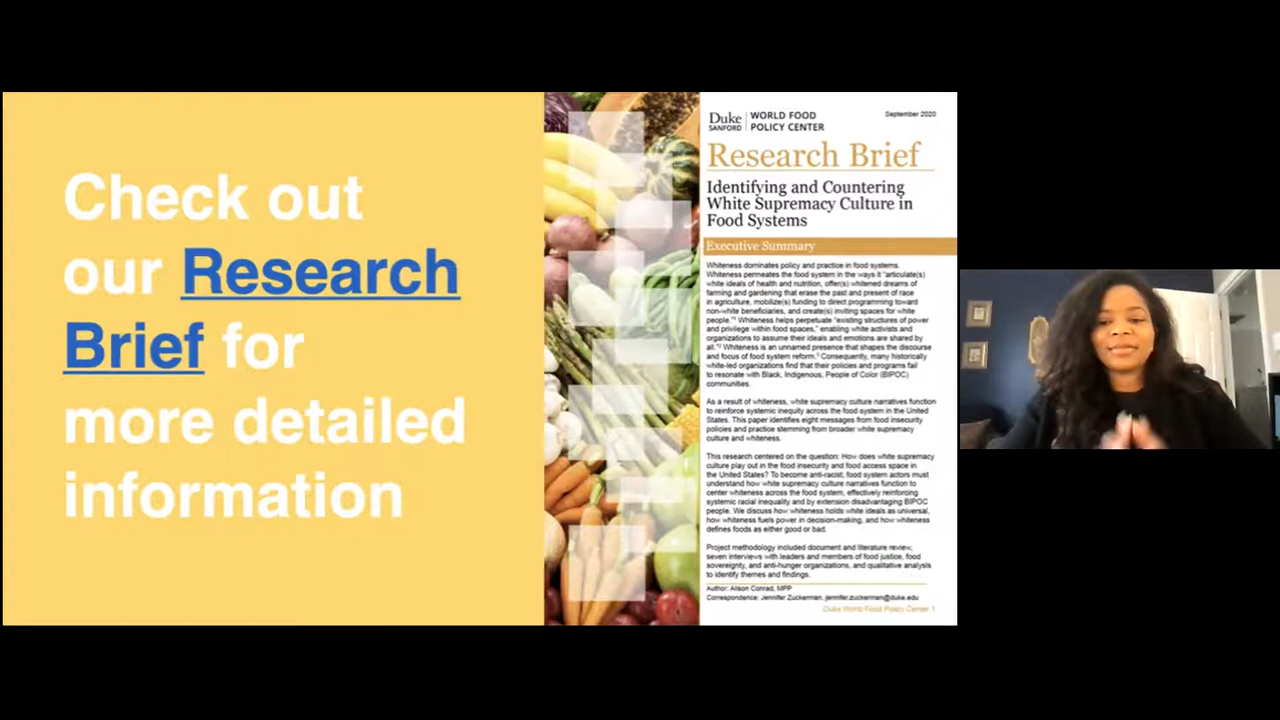 Check out
our Research
Brief for
more detailed
information
Duke
SANFORD
WORLD FOOD
POLICY CENTER
September 2020
Research Brief
Identifying and Countering
White Supremacy Culture in
Food Systems
Executive Summary
Whiteness dominates policy and practice in food systems.
Whiteness permeates the food system in the ways it "articulate(s)
white ideals of health and nutrition, offer(s) whitened dreams of
farming and gardening that erase the past and present of race
in agriculture, mobilize(s) funding to direct programming toward
non-white beneficiaries, and create(s) inviting spaces for white
people."1 Whiteness helps perpetuate "existing structures of power
and privilege within food spaces," enabling white activists and
organizations to assume their ideals and emotions are shared by
all."2 Whiteness is an unnamed presence that shapes the discourse
and focus of food system reform.3 Consequently, many historically
white-led organizations find that their policies and programs fail
to resonate with Black, Indigenous, People of Color (BIPOC)
communities.
As a result of whiteness, white supremacy culture narratives function
to reinforce systemic inequity across the food system in the United
States. This paper identifies eight messages from food insecurity
policies and practice stemming from broader white supremacy
culture and whiteness.
This research centered on the question: How does white supremacy
culture play out in the food insecurity and food access space in
the United States? To become anti-racist, food system actors must
understand how white supremacy culture narratives function to
center whiteness across the food system, effectively reinforcing
systemic racial inequality and by extension disadvantaging BIPOC
people. We discuss how whiteness holds white ideals as universal,
how whiteness fuels power in decision-making, and how whiteness
defines foods as either good or bad.
Project methodology included document and literature review,
seven interviews with leaders and members of food justice, food
sovereignty, and anti-hunger organizations, and qualitative analysis
to identify themes and findings.
Author: Alison Conrad, MPP
Correspondence: Jennifer Zuckerman, jennifer.zuckerman@duke.edu
Duke World Food Policy Center 1